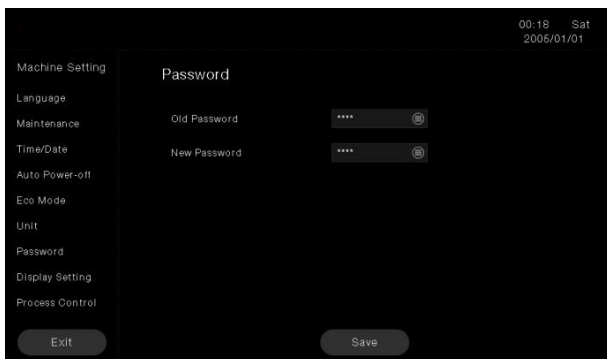 00:18 Sat
2005/01/01
Machine Setting
Password
Language
Old Password ****
Maintenance
Time/Date
New Password ****
Auto Power-off
Eco Mode
Unit
Password
Display Setting
Process Control
Exit
Save